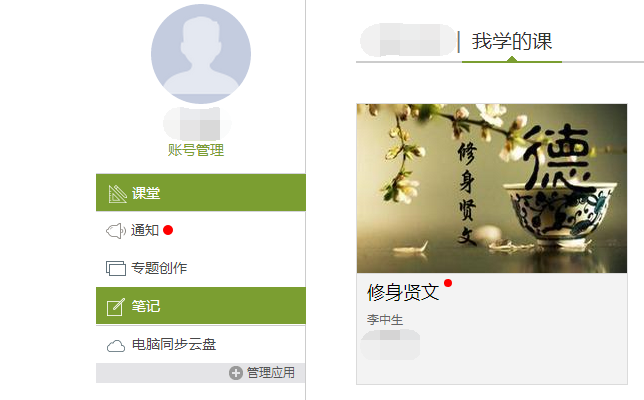 账号管理
课堂
通知
专题创作
笔记
电脑同步云盘
管理应用
我学的课
德
修身贤文
修身贤文
李中生